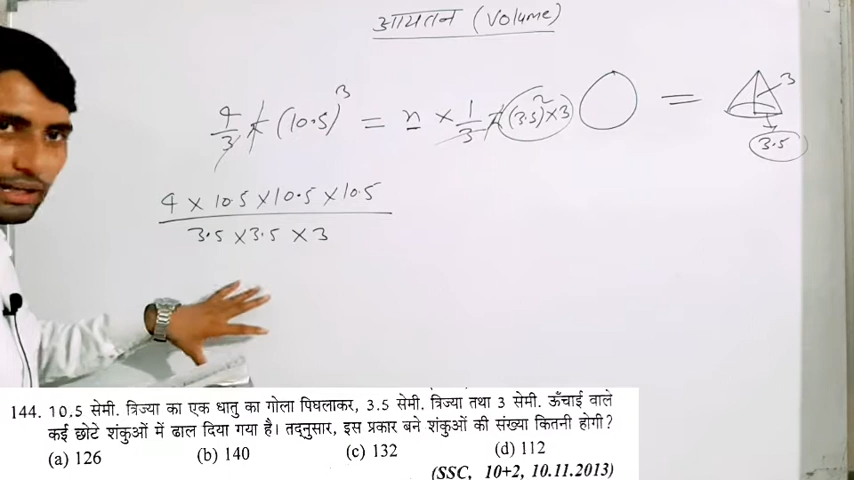 आयतन (Volume)
4/3 π (10.5)^3 = n × 1/3 π (3.5)^2 × 3) = 3
3.5
4 × 10.5 × 10.5 × 10.5
3.5 × 3.5 × 3
144. 10.5 सेमी. त्रिज्या का एक धातु का गोला पिघलाकर, 3.5 सेमी. त्रिज्या तथा 3 सेमी. ऊँचाई वाले
कई छोटे शंकुओं में ढाल दिया गया है। तद्नुसार, इस प्रकार बने शंकुओं की संख्या कितनी होगी?
(a) 126 (b) 140 (c) 132 (d) 112
(SSC, 10+2, 10.11.2013)